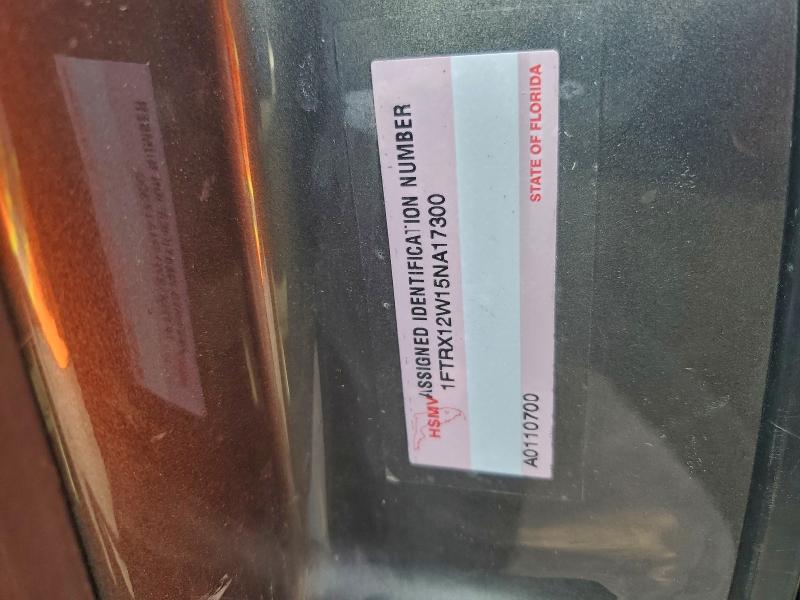 ASSIGNED IDENTIFICATION NUMBER
1FTRX12W15NA17300
HSMV
A0110700
STATE OF FLORIDA